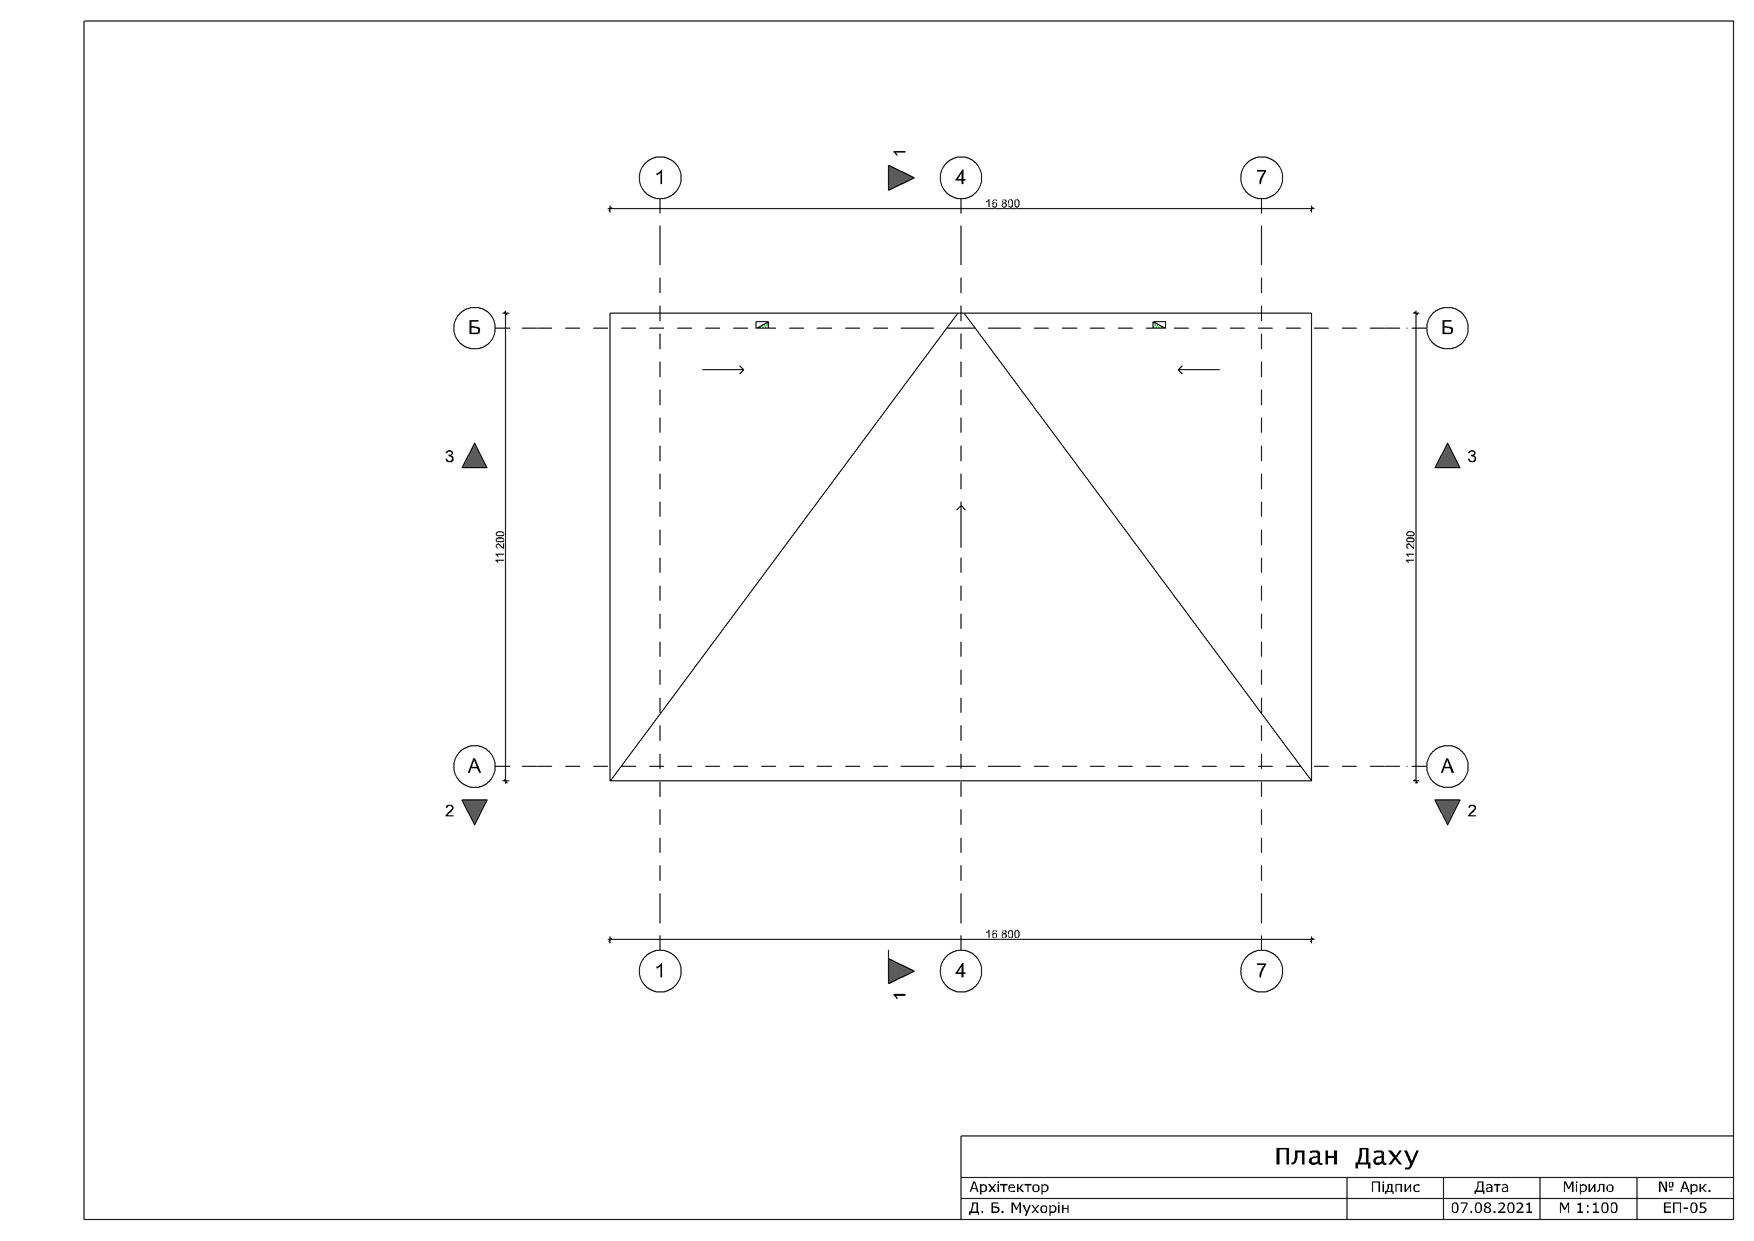 1
1 4 7
16 800
Б Б
3 3
11 200 11 200
А А
2 2
16 800
1 4 7
1
План Даху
Архітектор Підпис Дата Мірило № Арк.
Д. Б. Мухорін 07.08.2021 М 1:100 ЕП-05